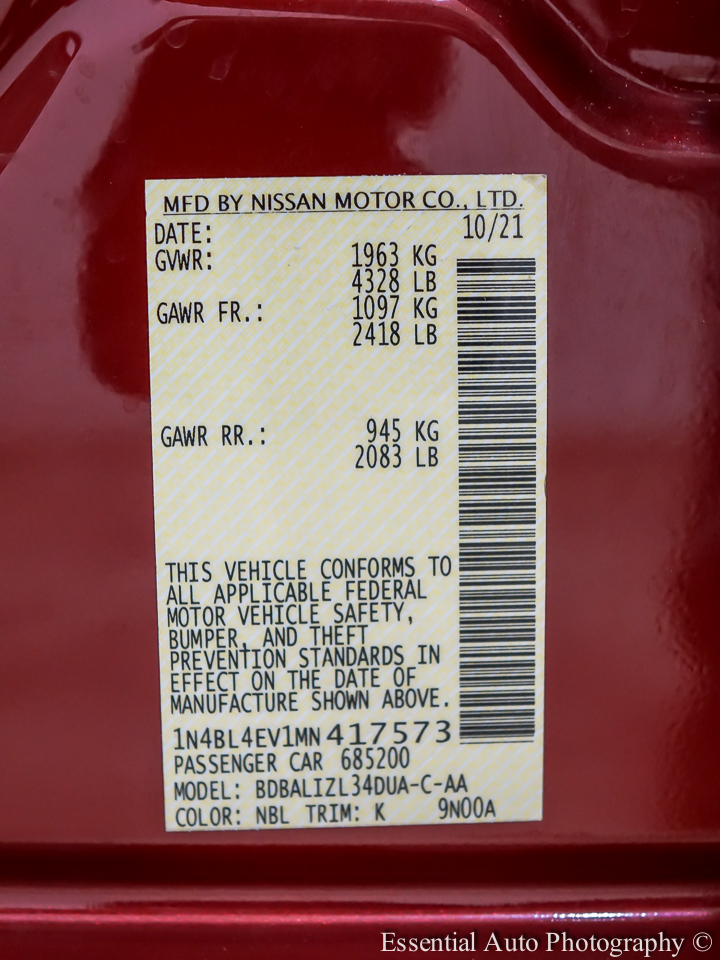 MFD BY NISSAN MOTOR CO., LTD.
DATE: 10/21
GVWR: 1963 KG
4328 LB
GAWR FR.: 1097 KG
2418 LB
GAWR RR.: 945 KG
2083 LB
THIS VEHICLE CONFORMS TO
ALL APPLICABLE FEDERAL
MOTOR VEHICLE SAFETY,
BUMPER, AND THEFT
PREVENTION STANDARDS IN
EFFECT ON THE DATE OF
MANUFACTURE SHOWN ABOVE.
1N4BL4EV1MN417573
PASSENGER CAR 685200
MODEL: BDBALIZL34DUA-C-AA
COLOR: NBL TRIM: K 9N00A
Essential Auto Photography ©